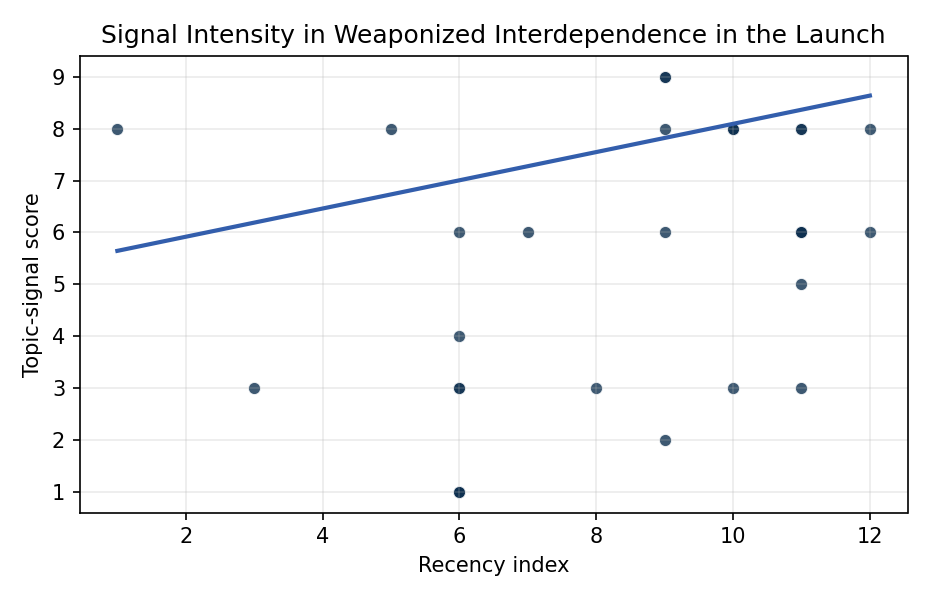 Signal Intensity in Weaponized Interdependence in the Launch
Topic-signal score
9
8
7
6
5
4
3
2
1
2 4 6 8 10 12
Recency index